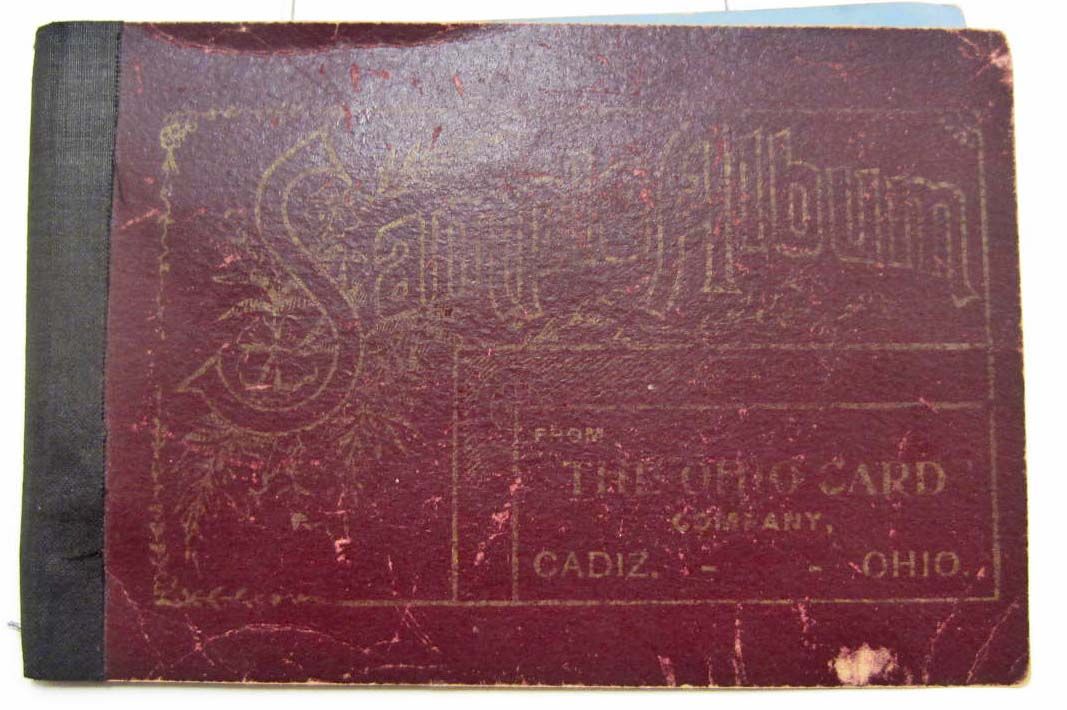 Sample Album
FROM
THE OHIO CARD
COMPANY,
CADIZ. - - OHIO.